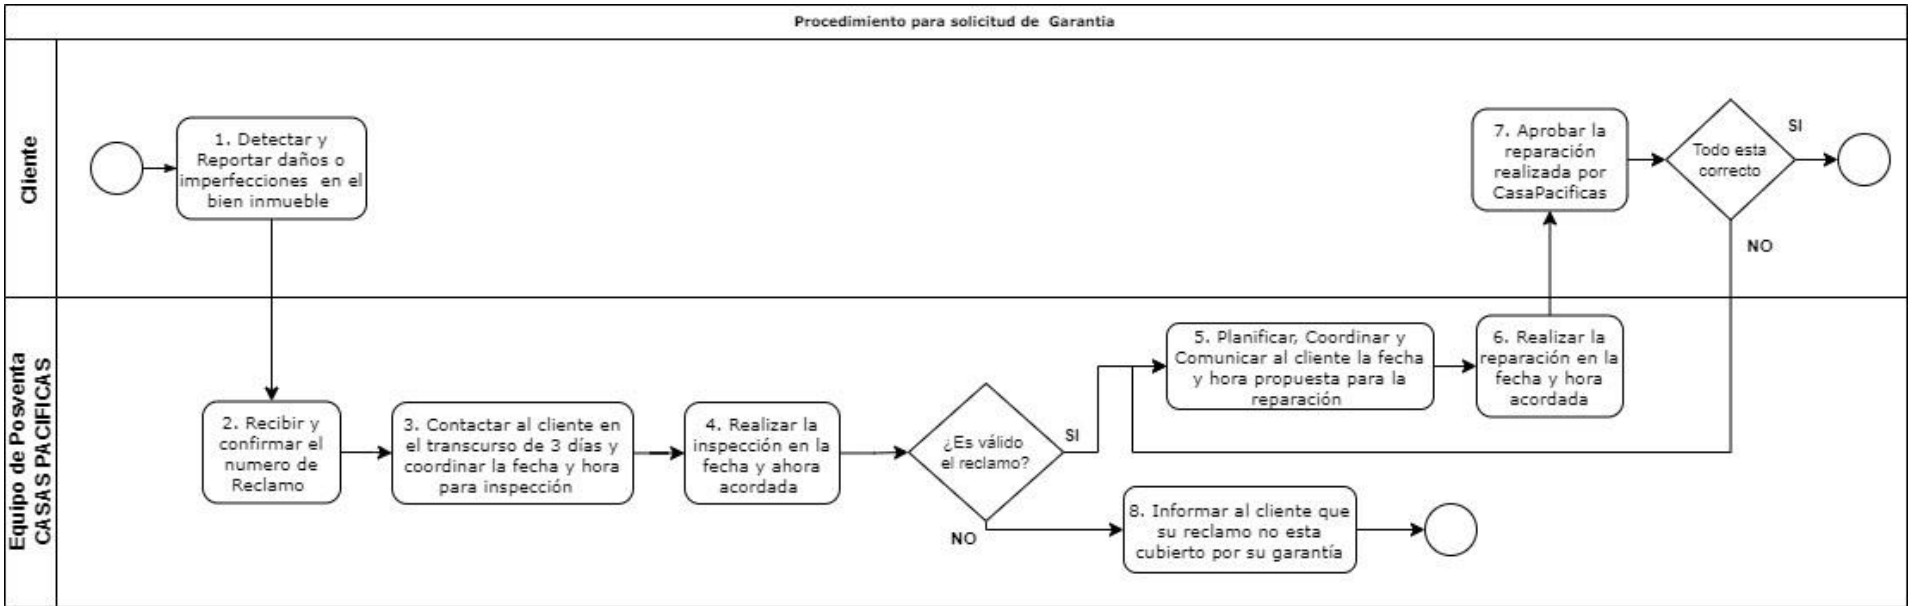 Procedimiento para solicitud de Garantia
Cliente
1. Detectar y
Reportar daños o
imperfecciones en el
bien inmueble
7. Aprobar la
reparación
realizada por
CasaPacificas
Todo esta
correcto
SI
NO
Equipo de Posventa
CASAS PACIFICAS
2. Recibir y
confirmar el
numero de
Reclamo
3. Contactar al cliente en
el transcurso de 3 días y
coordinar la fecha y hora
para inspección
4. Realizar la
inspección en la
fecha y ahora
acordada
¿Es válido
el reclamo?
SI
NO
5. Planificar, Coordinar y
Comunicar al cliente la fecha
y hora propuesta para la
reparación
6. Realizar la
reparación en la
fecha y hora
acordada
8. Informar al cliente que
su reclamo no esta
cubierto por su garantía